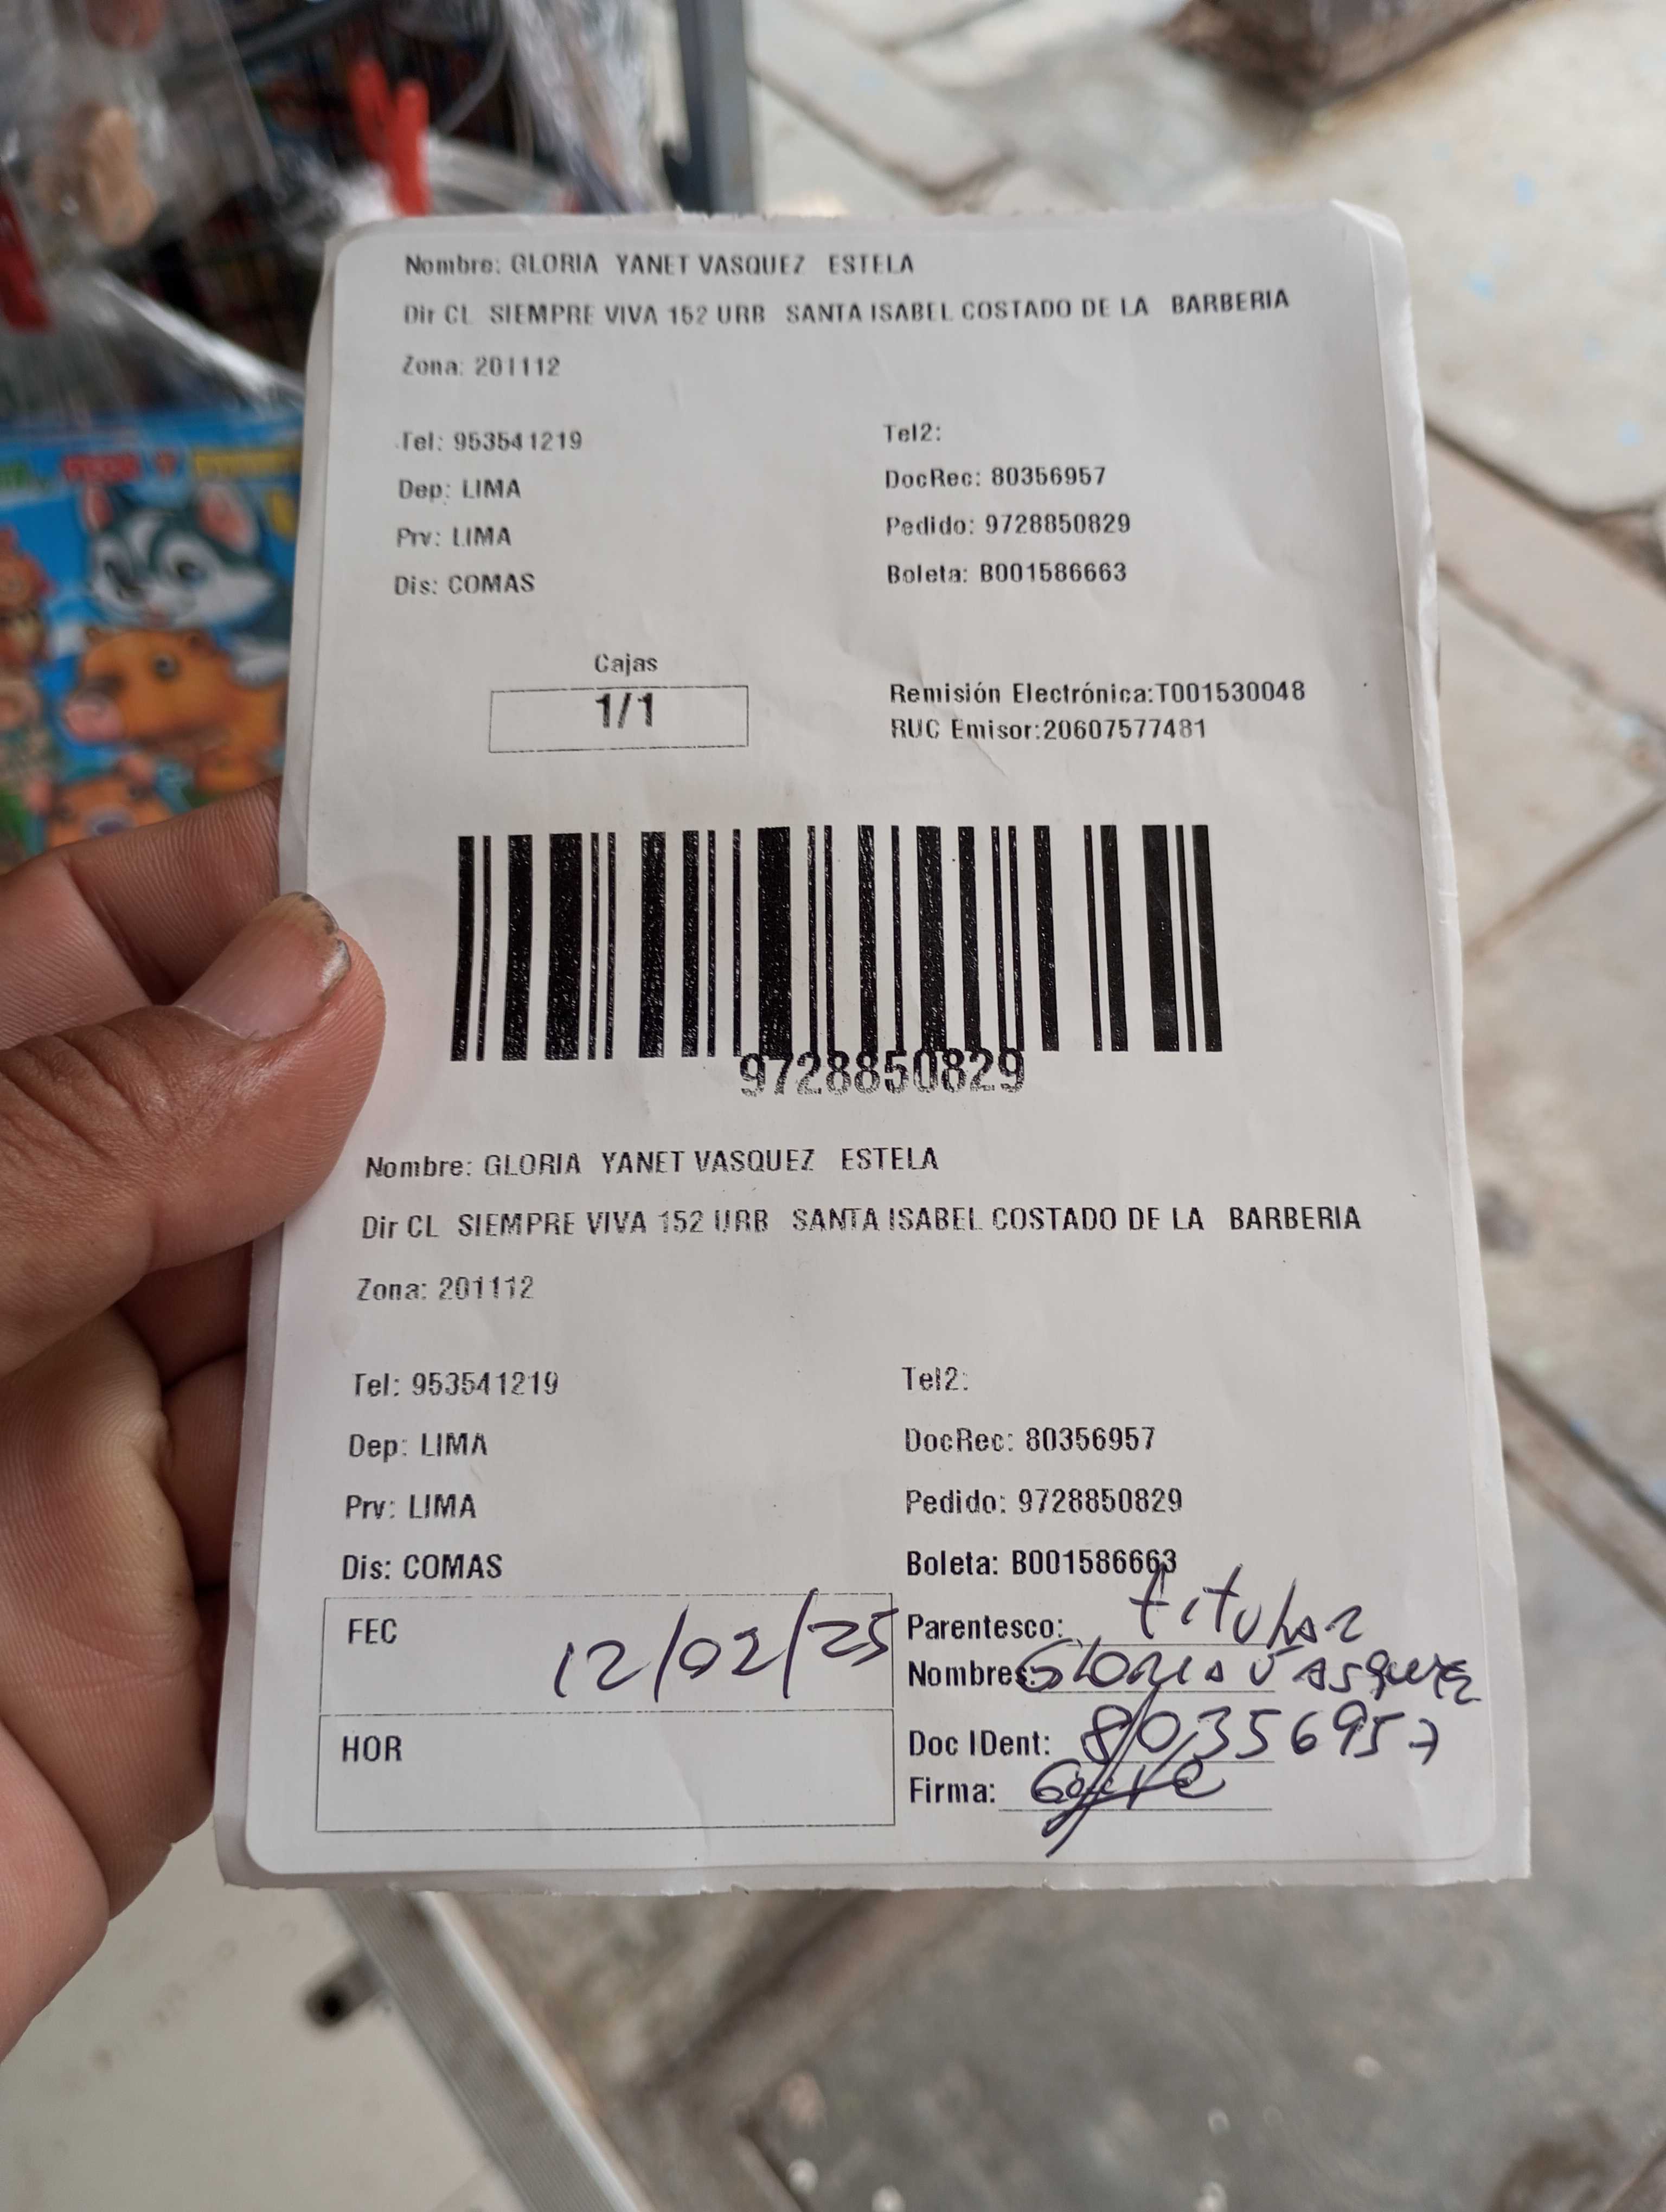 Nombre: GLORIA YANET VASQUEZ ESTELA
Dir CL SIEMPRE VIVA 152 URB SANTA ISABEL COSTADO DE LA BARBERIA
Zona: 201112
Tel: 953541219 Tel2:
Dep: LIMA DocRec: 80356957
Prv: LIMA Pedido: 9728850829
Dis: COMAS Boleta: B001586663
Cajas
1/1
Remisión Electrónica:T001530048
RUC Emisor:20607577481
9728850829
Nombre: GLORIA YANET VASQUEZ ESTELA
Dir CL SIEMPRE VIVA 152 URB SANTA ISABEL COSTADO DE LA BARBERIA
Zona: 201112
Tel: 953541219 Tel2:
Dep: LIMA DocRec: 80356957
Prv: LIMA Pedido: 9728850829
Dis: COMAS Boleta: B001586663
FEC 12/02/25
Parentesco: titular
Nombres: Gloria Vasquez
HOR
Doc IDent: 80356957
Firma: